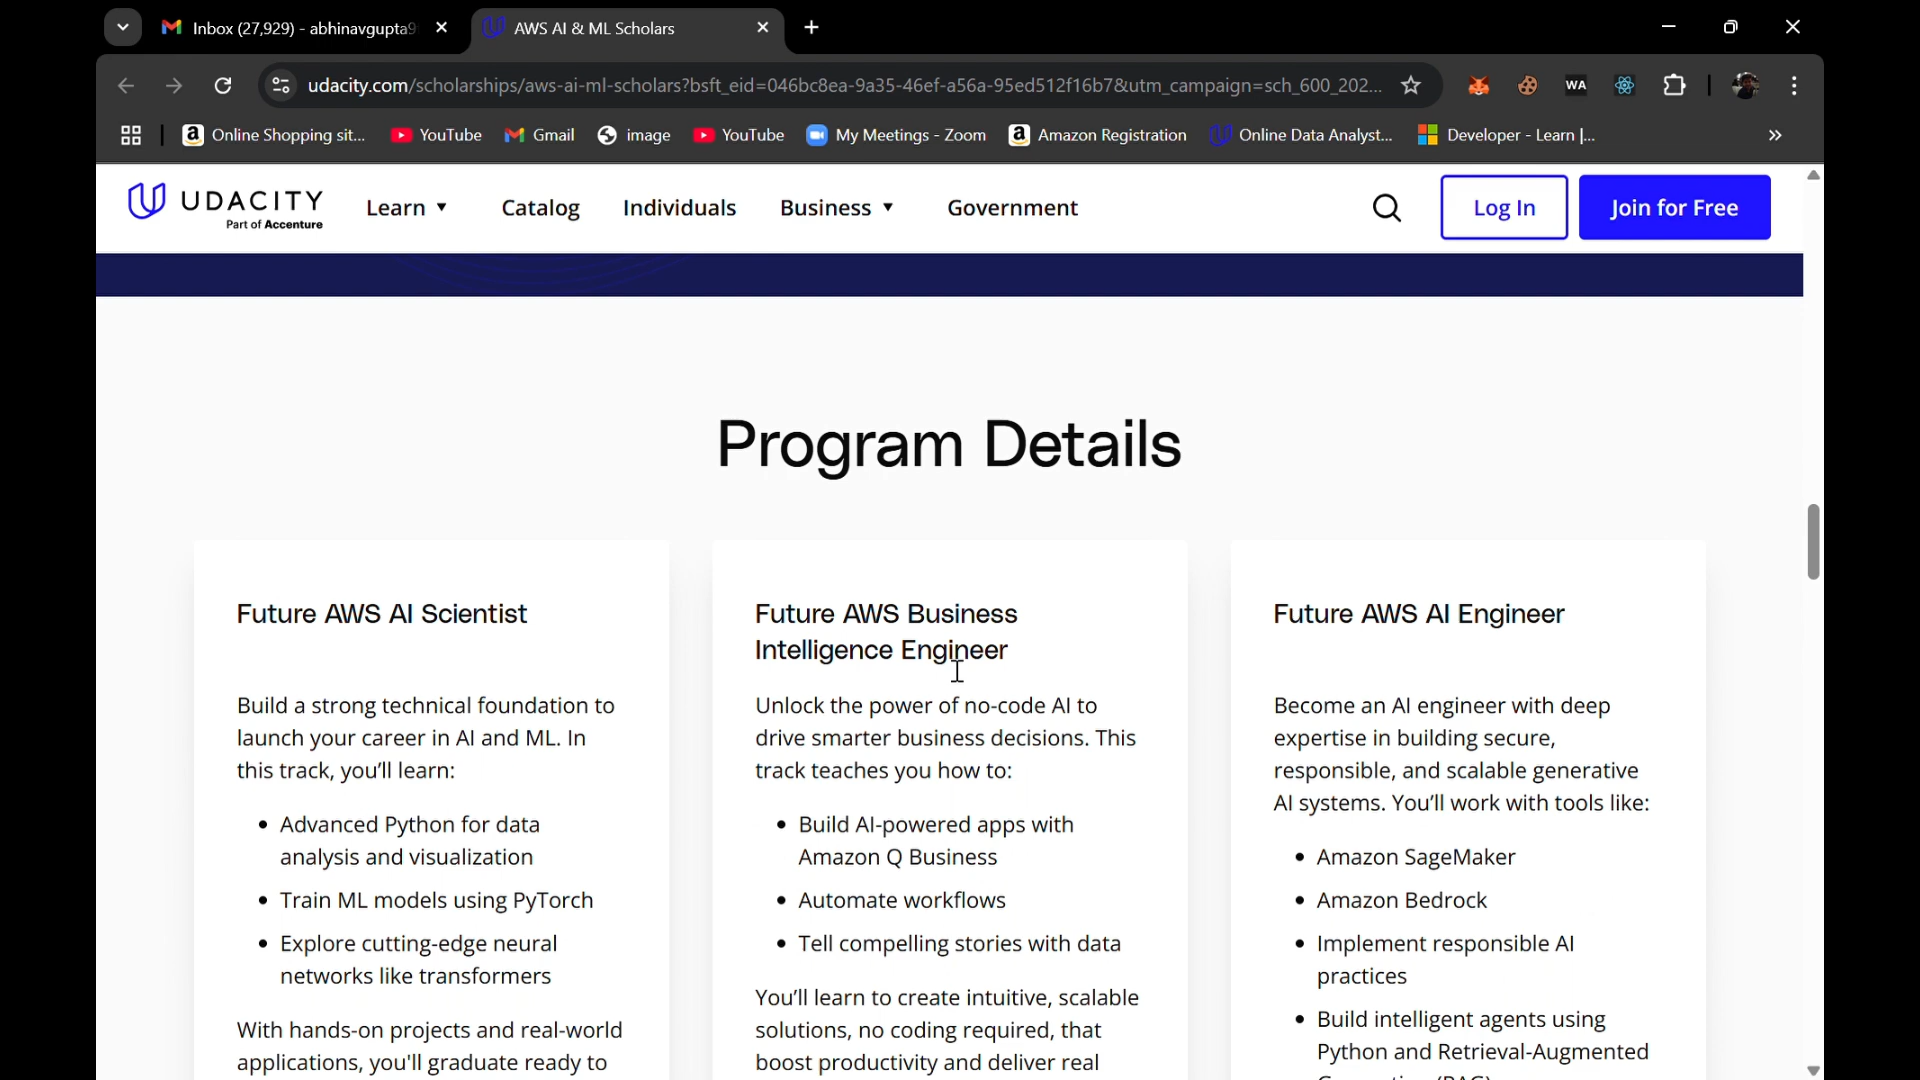 Inbox (27,929) - abhinavgupta9
AWS AI & ML Scholars
udacity.com/scholarships/aws-ai-ml-scholars?bsft_eid=046bc8ea-9a35-46ef-a56a-95ed512f16b7&utm_campaign=sch_600_202...
WA
Online Shopping sit...
YouTube
Gmail
image
YouTube
My Meetings - Zoom
Amazon Registration
Online Data Analyst...
Developer - Learn |...
UDACITY
Part of Accenture
Learn
Catalog
Individuals
Business
Government
Log In
Join for Free
Program Details
Future AWS AI Scientist
Build a strong technical foundation to
launch your career in AI and ML. In
this track, you'll learn:
• Advanced Python for data
analysis and visualization
• Train ML models using PyTorch
• Explore cutting-edge neural
networks like transformers
With hands-on projects and real-world
applications, you'll graduate ready to
Future AWS Business
Intelligence Engineer
Unlock the power of no-code AI to
drive smarter business decisions. This
track teaches you how to:
• Build AI-powered apps with
Amazon Q Business
• Automate workflows
• Tell compelling stories with data
You'll learn to create intuitive, scalable
solutions, no coding required, that
boost productivity and deliver real
Future AWS AI Engineer
Become an AI engineer with deep
expertise in building secure,
responsible, and scalable generative
AI systems. You'll work with tools like:
• Amazon SageMaker
• Amazon Bedrock
• Implement responsible AI
practices
• Build intelligent agents using
Python and Retrieval-Augmented